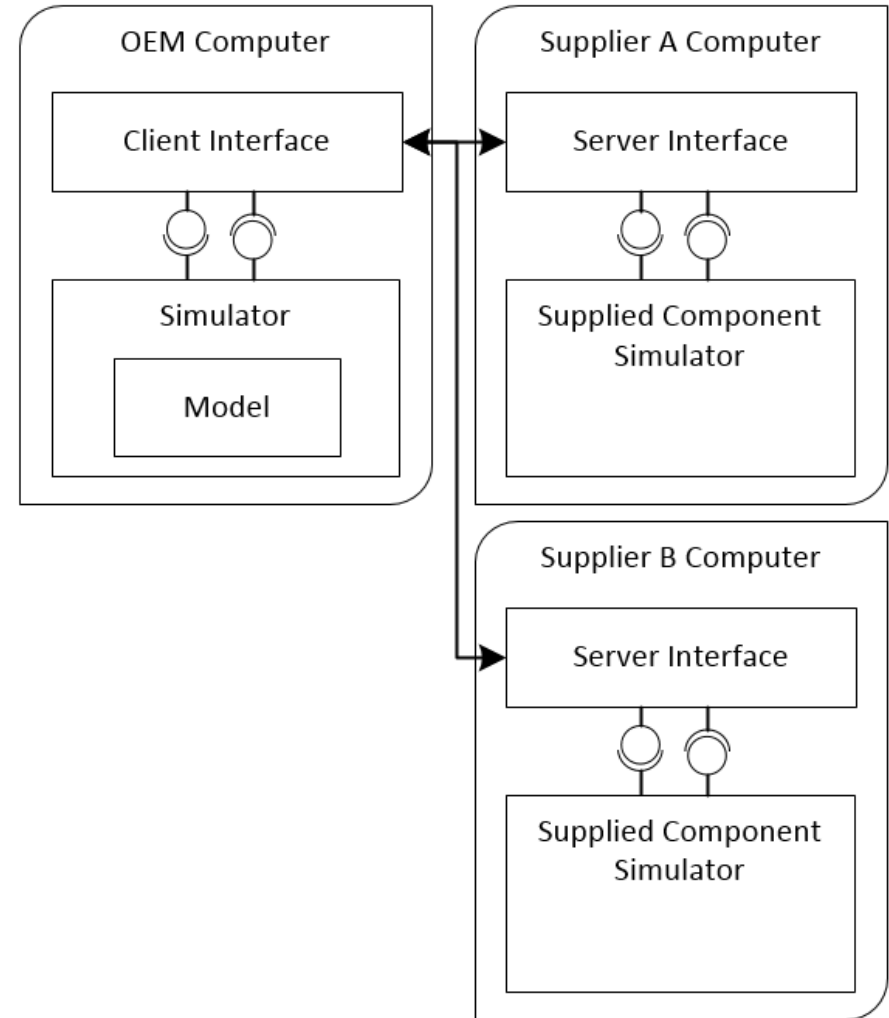 OEM Computer
Client Interface
Simulator
Model
Supplier A Computer
Server Interface
Supplied Component
Simulator
Supplier B Computer
Server Interface
Supplied Component
Simulator